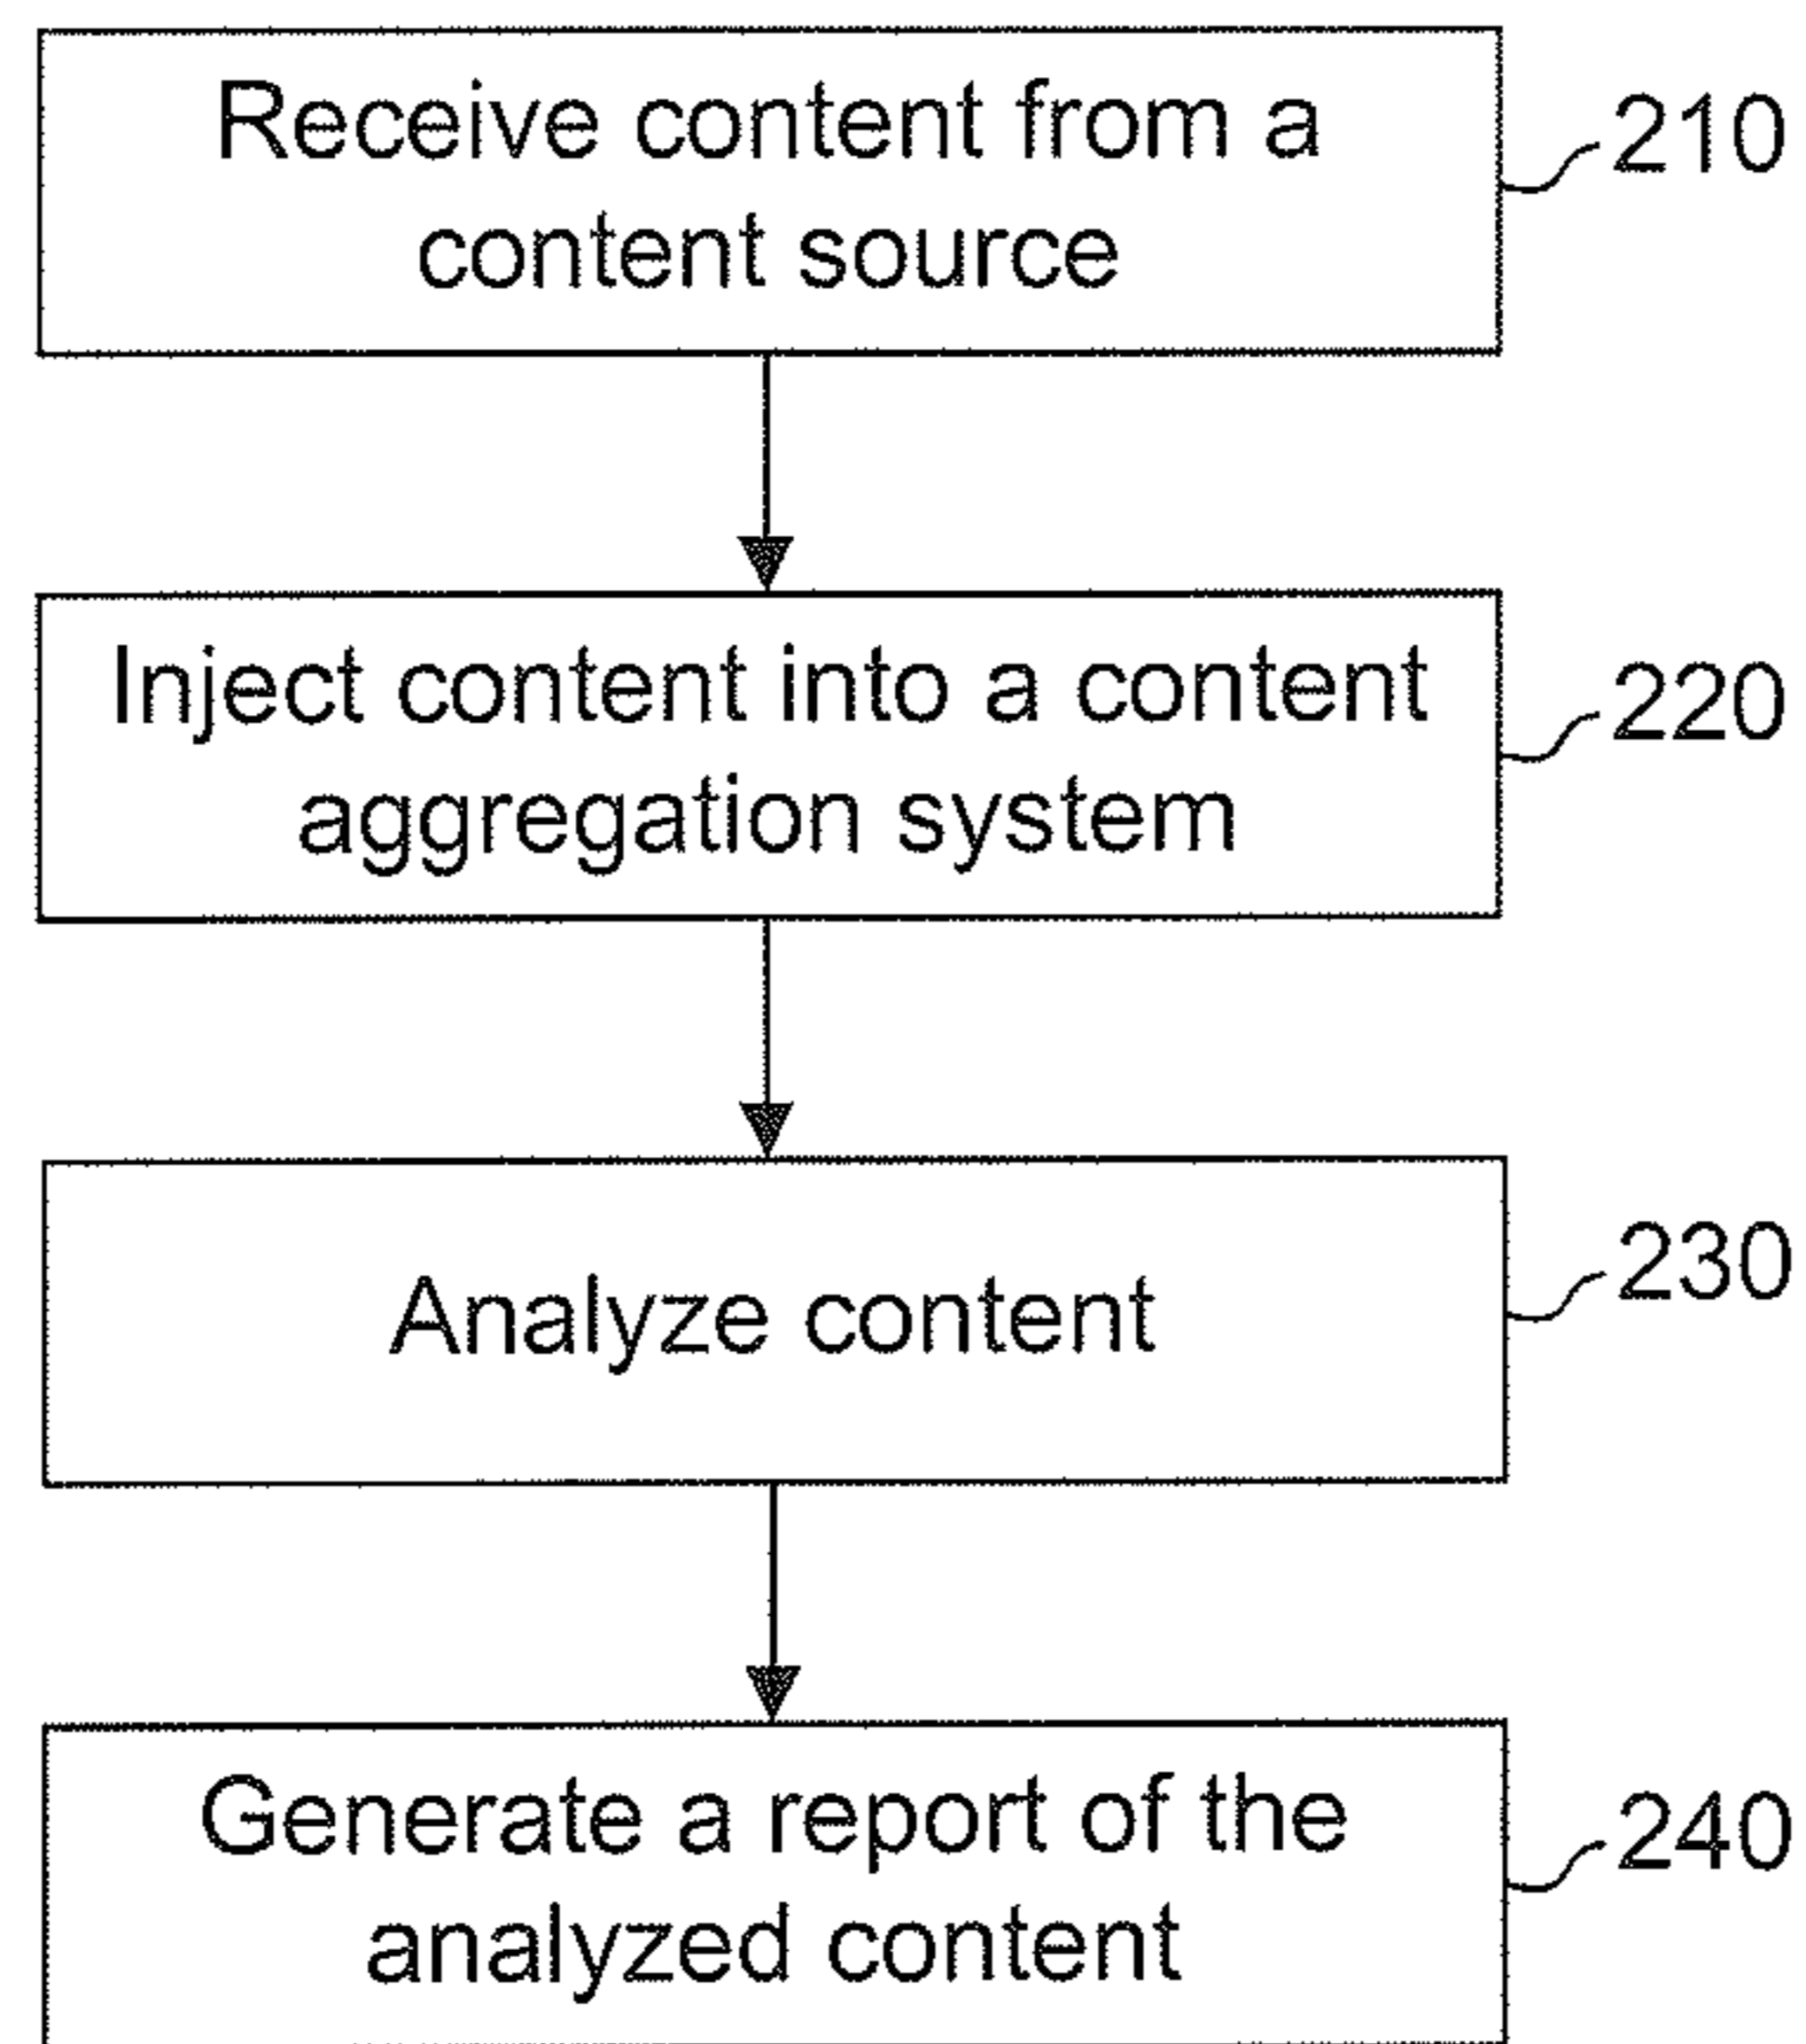 Receive content from a
content source
210
Inject content into a content
aggregation system
220
Analyze content
230
Generate a report of the
analyzed content
240